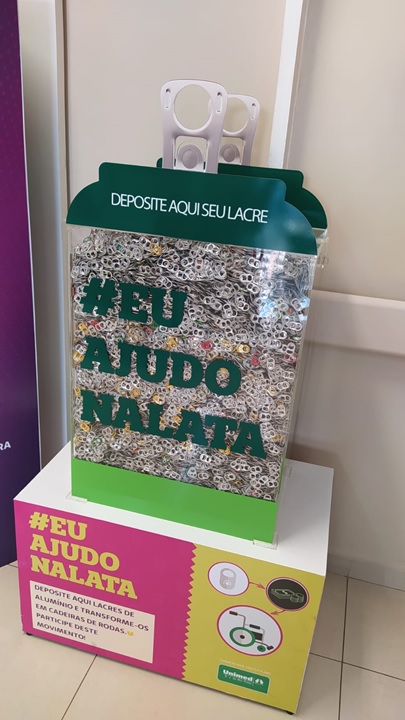 DEPOSITE AQUI SEU LACRE
#EU
AJUDO
NALATA
#EU
AJUDO
NALATA
DEPOSITE AQUI LACRES DE
ALUMÍNIO E TRANSFORME-OS
EM CADEIRAS DE RODAS.
PARTICIPE DESTE
MOVIMENTO!
Unimed
RA